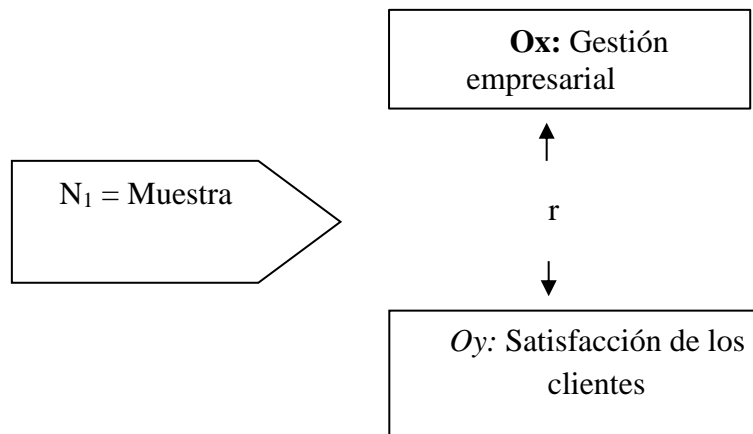 Ox: Gestión
empresarial
N₁ = Muestra
r
Oy: Satisfacción de los
clientes